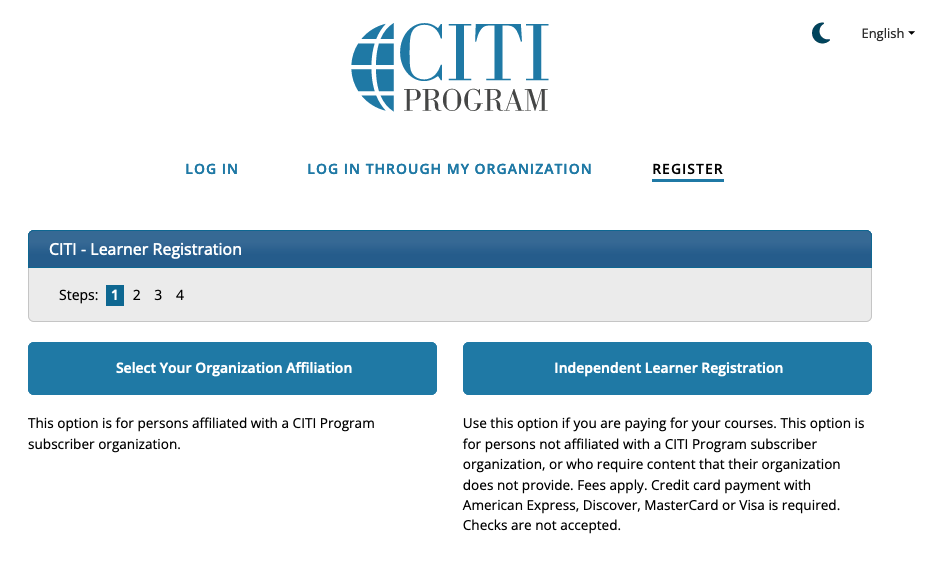 CITI
PROGRAM
English
LOG IN
LOG IN THROUGH MY ORGANIZATION
REGISTER
CITI - Learner Registration
Steps: 1 2 3 4
Select Your Organization Affiliation
This option is for persons affiliated with a CITI Program
subscriber organization.
Independent Learner Registration
Use this option if you are paying for your courses. This option is
for persons not affiliated with a CITI Program subscriber
organization, or who require content that their organization
does not provide. Fees apply. Credit card payment with
American Express, Discover, MasterCard or Visa is required.
Checks are not accepted.